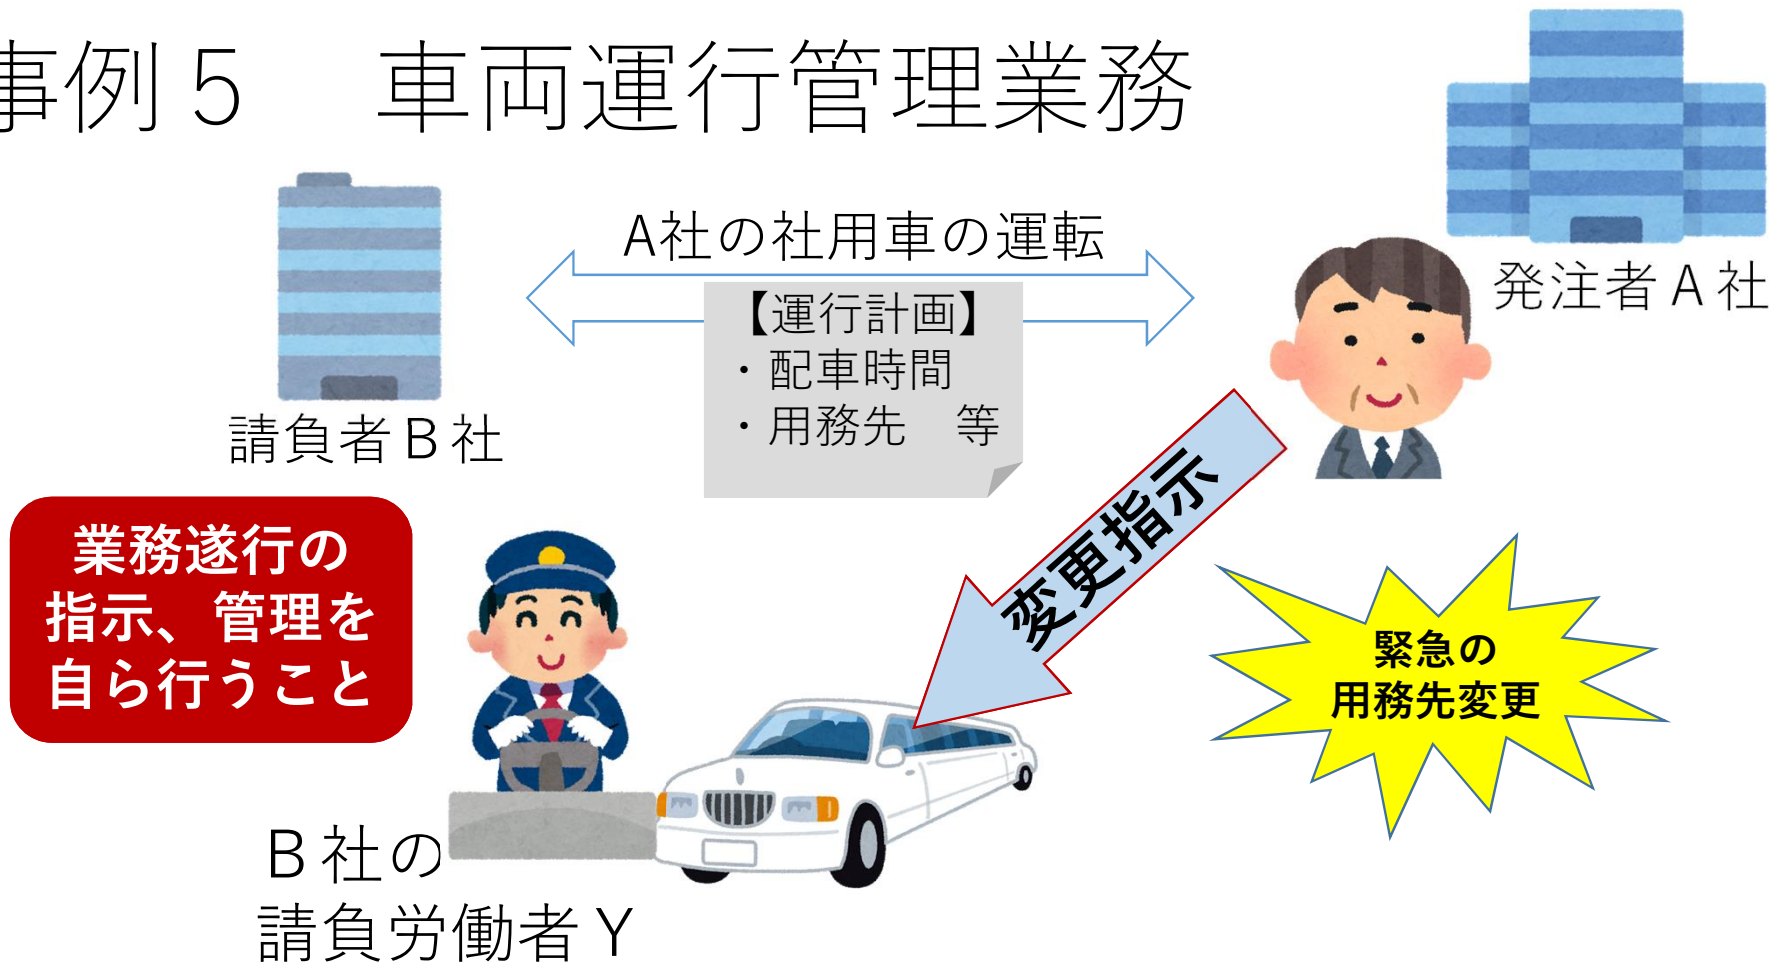 事例５　車両運行管理業務
A社の社用車の運転
【運行計画】
・配車時間
・用務先　等
発注者Ａ社
請負者Ｂ社
変更指示
業務遂行の
指示、管理を
自ら行うこと
緊急の
用務先変更
Ｂ社の
請負労働者Ｙ